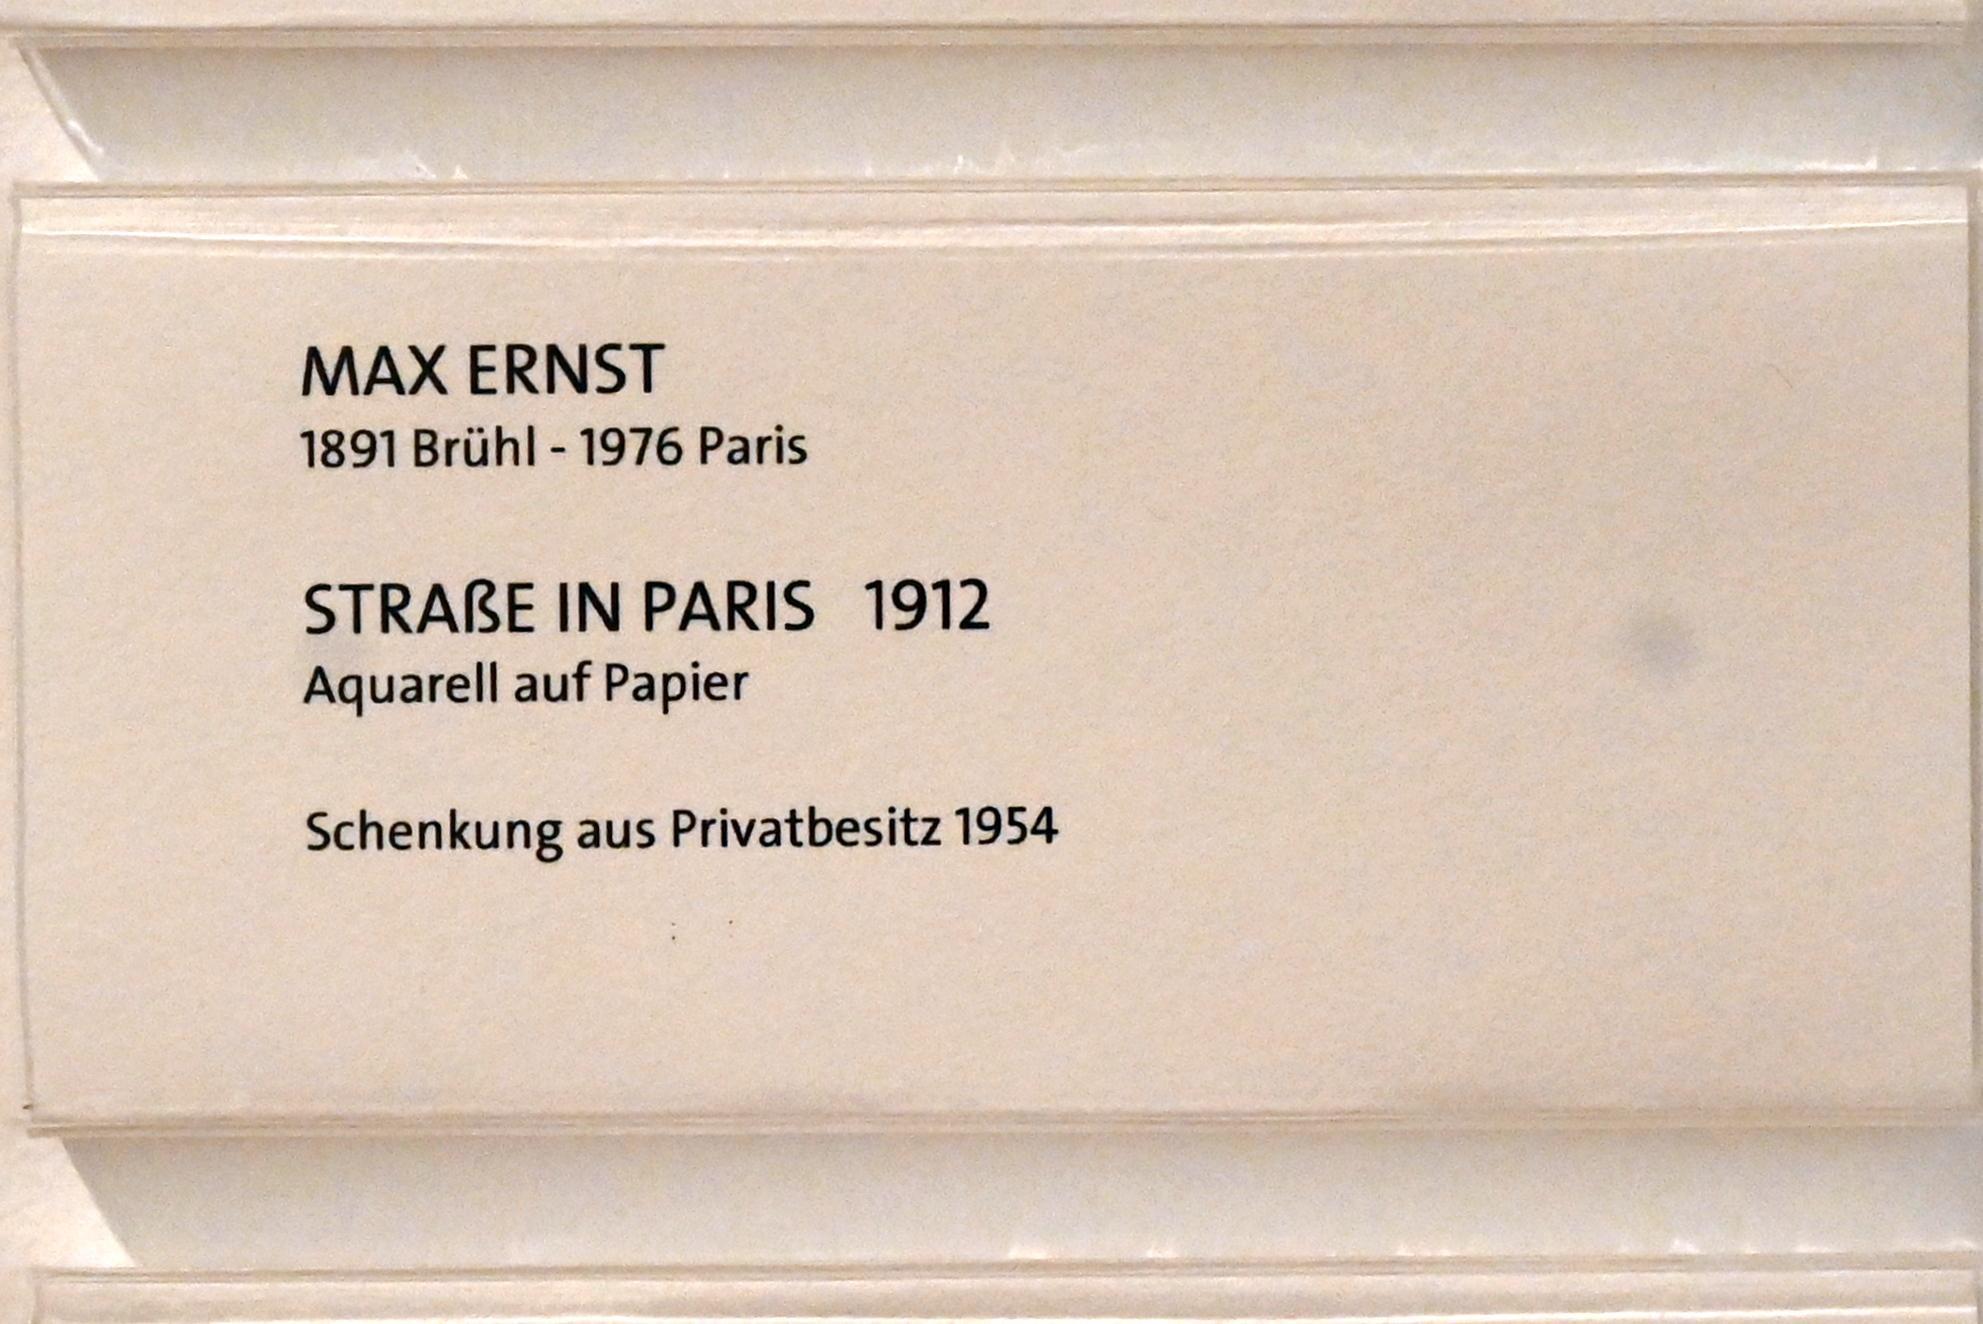 MAX ERNST
1891 Brühl - 1976 Paris
STRAßE IN PARIS 1912
Aquarell auf Papier
Schenkung aus Privatbesitz 1954